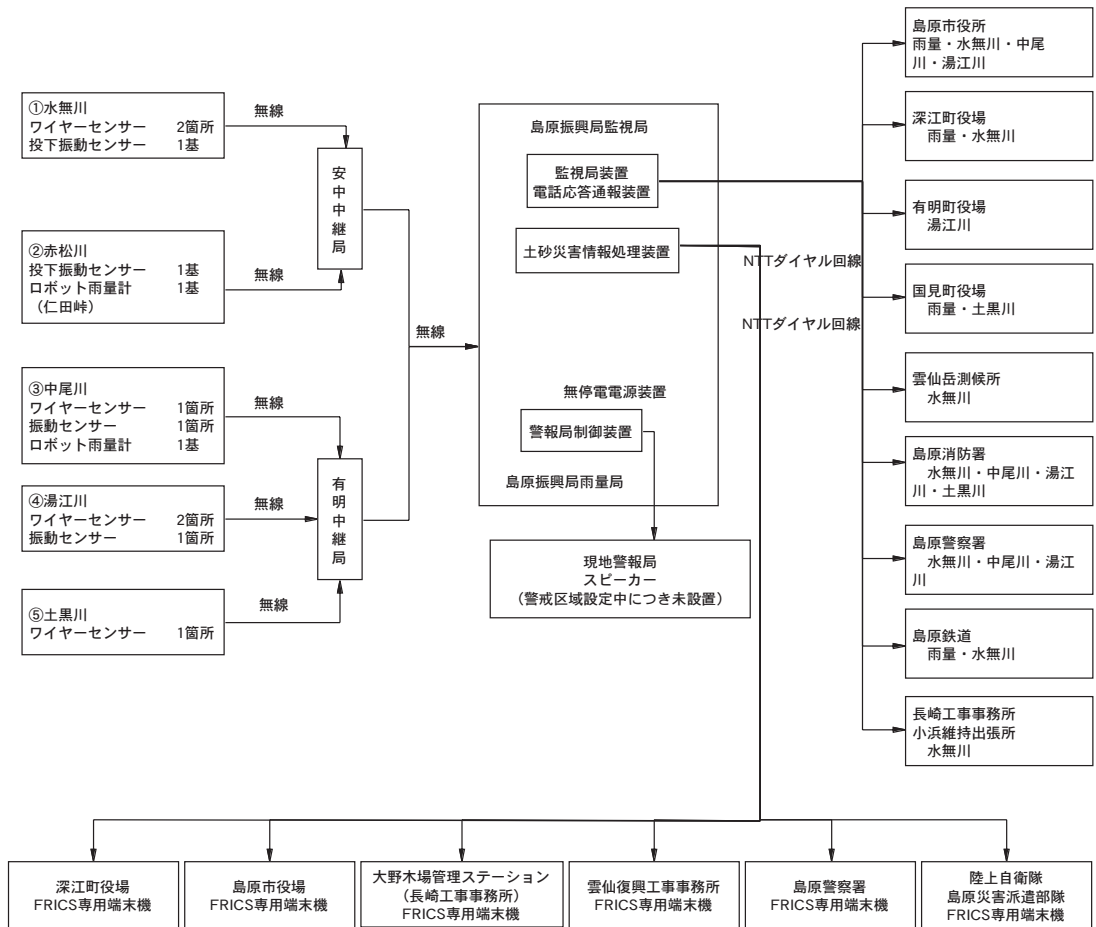 ①水無川
ワイヤーセンサー 2箇所
投下振動センサー 1基
無線
②赤松川
投下振動センサー 1基
ロボット雨量計 1基
（仁田峠）
無線
安中中継局
③中尾川
ワイヤーセンサー 1箇所
振動センサー 1箇所
ロボット雨量計 1基
無線
④湯江川
ワイヤーセンサー 2箇所
振動センサー 1箇所
無線
⑤土黒川
ワイヤーセンサー 1箇所
無線
有明中継局
無線
島原振興局監視局
監視局装置
電話応答通報装置
土砂災害情報処理装置
無停電電源装置
警報局制御装置
島原振興局雨量局
現地警報局
スピーカー
（警戒区域設定中につき未設置）
NTTダイヤル回線
NTTダイヤル回線
島原市役所
雨量・水無川・中尾
川・湯江川
深江町役場
雨量・水無川
有明町役場
湯江川
国見町役場
雨量・土黒川
雲仙岳測候所
水無川
島原消防署
水無川・中尾川・湯江
川・土黒川
島原警察署
水無川・中尾川・湯江
川
島原鉄道
雨量・水無川
長崎工事事務所
小浜維持出張所
水無川
深江町役場
FRICS専用端末機
島原市役場
FRICS専用端末機
大野木場管理ステーション
（長崎工事事務所）
FRICS専用端末機
雲仙復興工事事務所
FRICS専用端末機
島原警察署
FRICS専用端末機
陸上自衛隊
島原災害派遣部隊
FRICS専用端末機